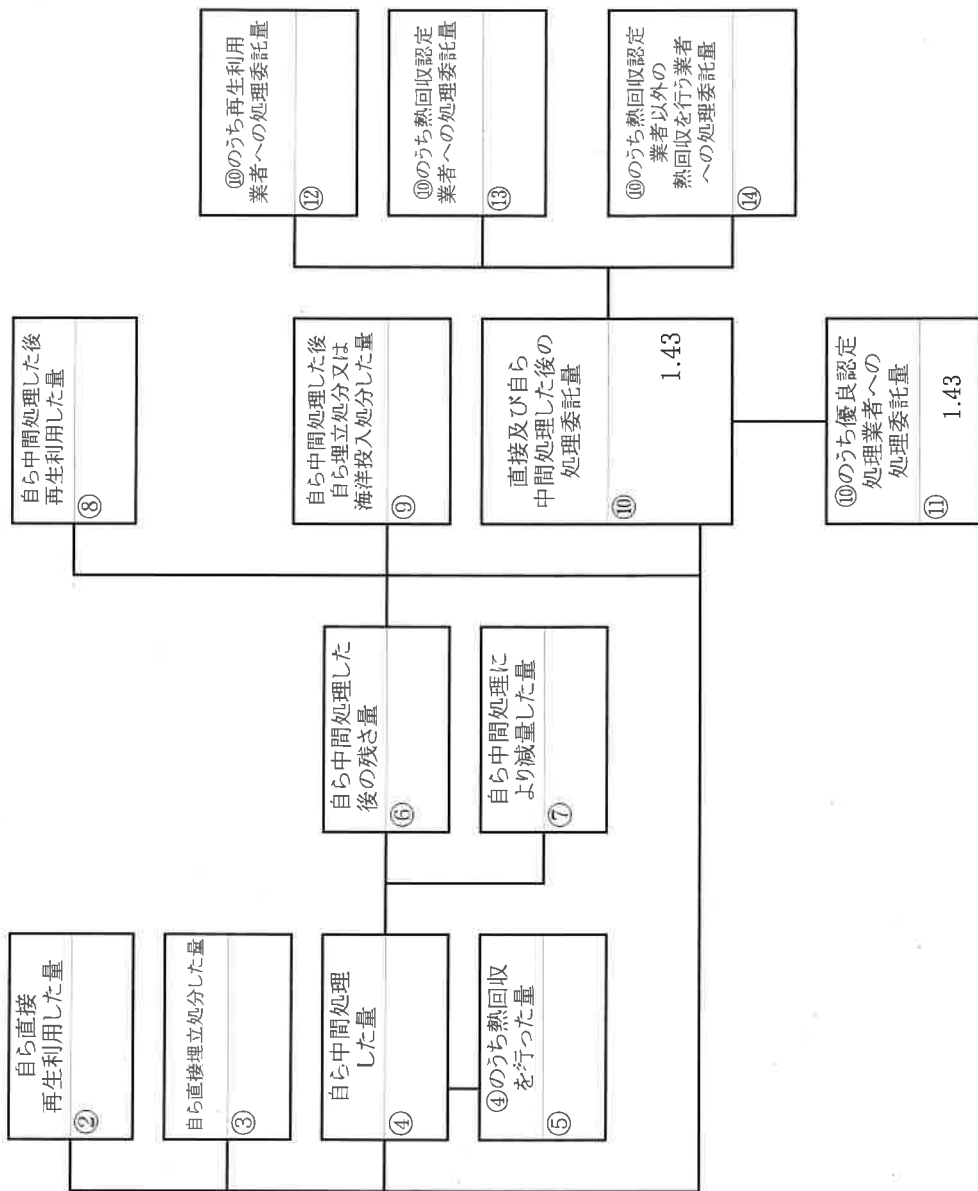 ②
自ら直接
再生利用した量
③
自ら直接埋立処分した量
④
自ら中間処理
した量
⑤
④のうち熱回収
を行った量
⑥
自ら中間処理した
後の残さ量
⑦
自ら中間処理に
より減量した量
⑧
自ら中間処理した後
再生利用した量
⑨
自ら中間処理した後
自ら埋立処分又は
海洋投入処分した量
⑩
直接及び自ら
中間処理した後の
処理委託量
1.43
⑪
⑩のうち優良認定
処理業者への
処理委託量
1.43
⑫
⑩のうち再生利用
業者への処理委託量
⑬
⑩のうち熱回収認定
業者への処理委託量
⑭
⑩のうち熱回収認定
業者以外の
熱回収を行う業者
への処理委託量